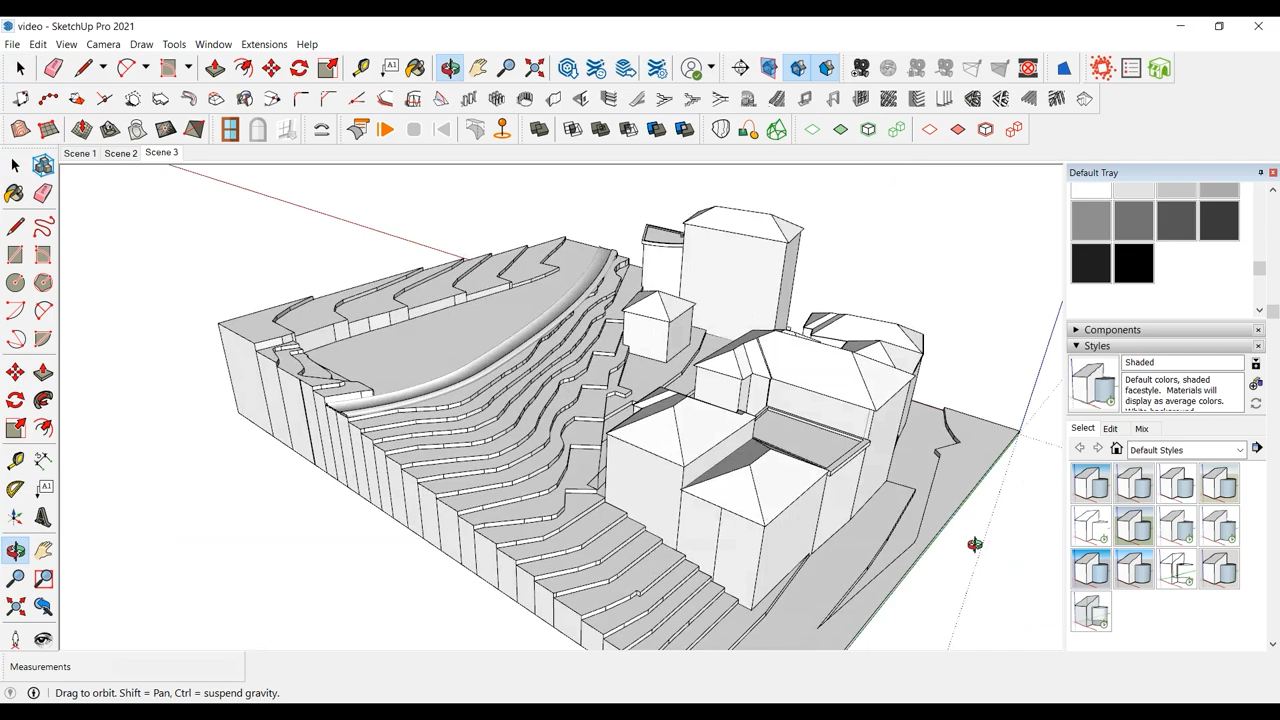 video - SketchUp Pro 2021
File Edit View Camera Draw Tools Window Extensions Help
Scene 1 Scene 2 Scene 3
Default Tray
Components
Styles
Shaded
Default colors, shaded
facestyle. Materials will
display as average colors.
Select Edit Mix
Default Styles
Measurements
Drag to orbit. Shift = Pan, Ctrl = suspend gravity.